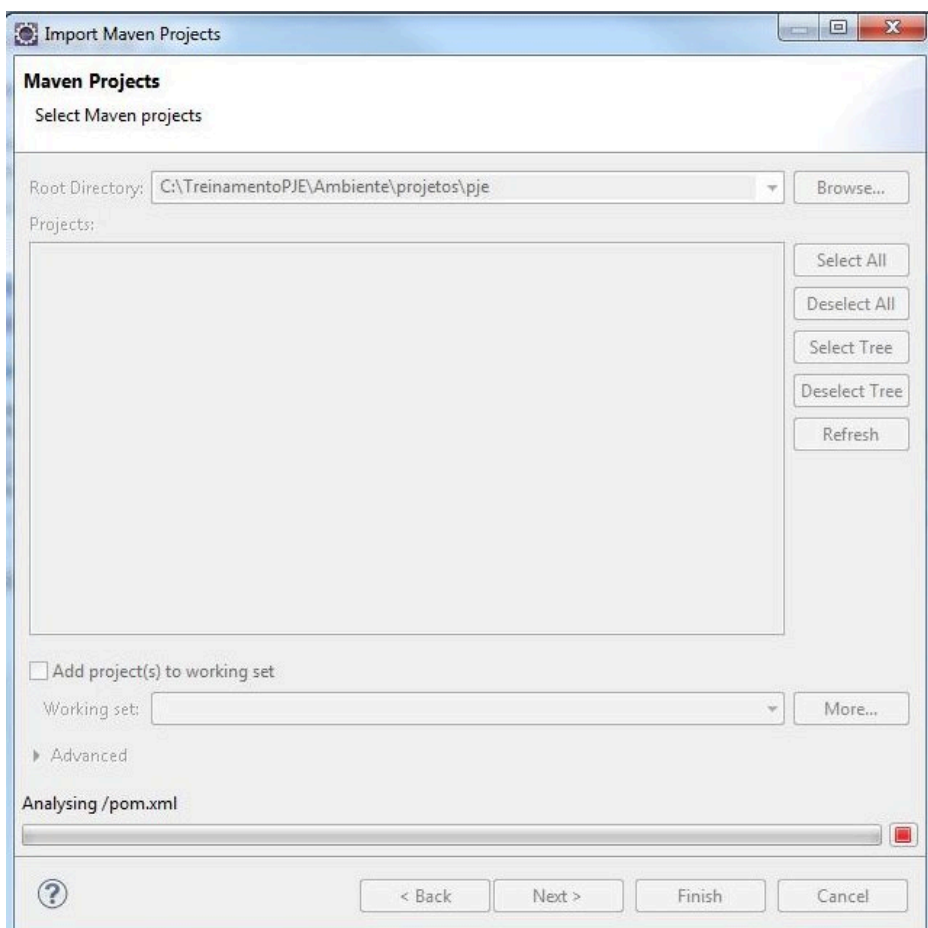 Import Maven Projects
Maven Projects
Select Maven projects
Root Directory: C:\TreinamentoPJE\Ambiente\projetos\pje Browse...
Projects:
Select All
Deselect All
Select Tree
Deselect Tree
Refresh
Add project(s) to working set
Working set: More...
Advanced
Analysing /pom.xml
? < Back Next > Finish Cancel